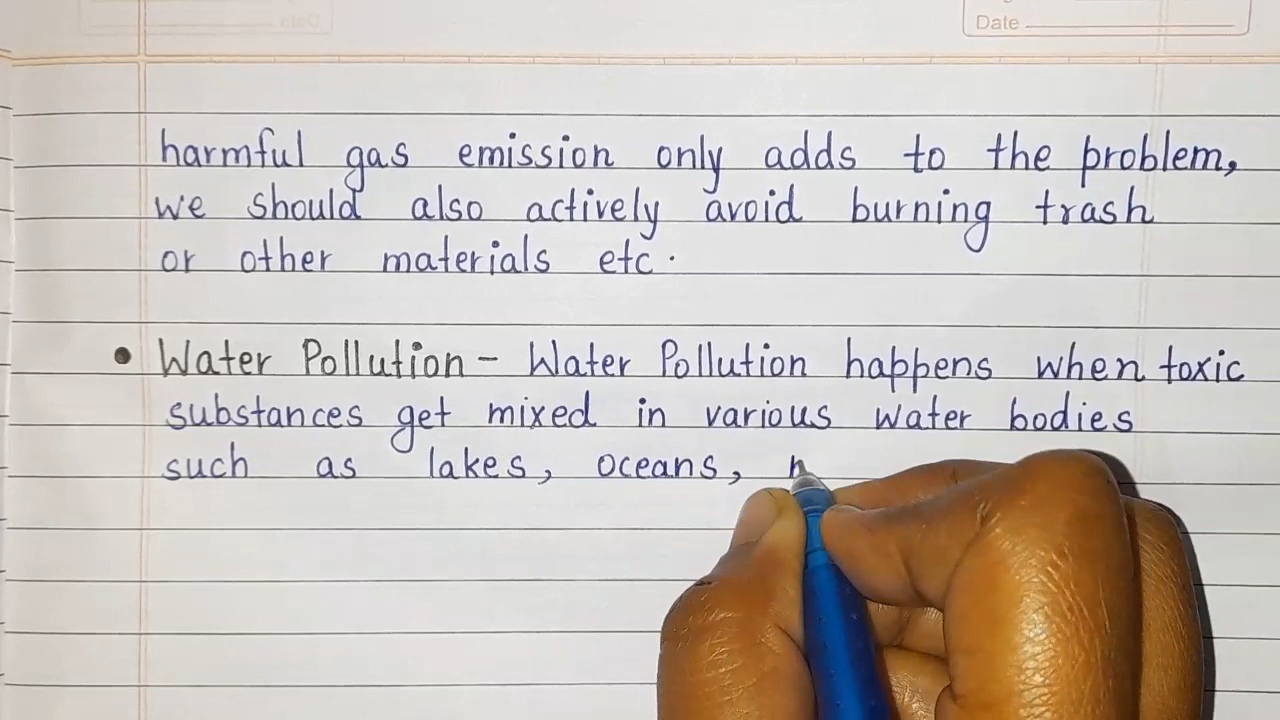 Date
harmful gas emission only adds to the problem,
we should also actively avoid burning trash
or other materials etc.
• Water Pollution - Water Pollution happens when toxic
substances get mixed in various water bodies
such as lakes, oceans,